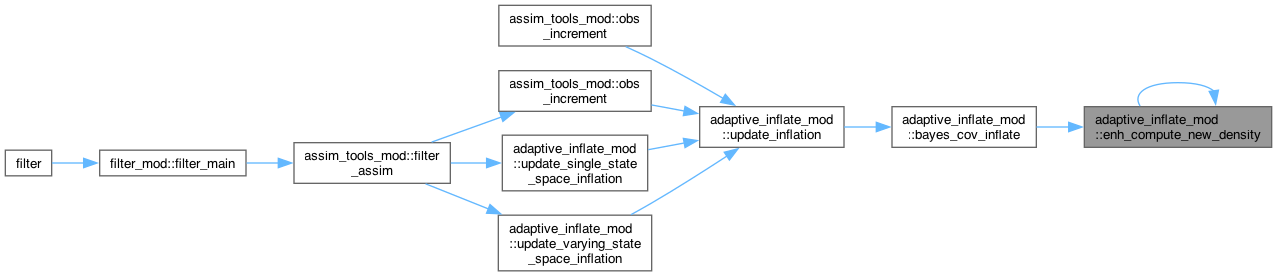 assim_tools_mod::obs
_increment
assim_tools_mod::obs
_increment
adaptive_inflate_mod
::update_inflation
adaptive_inflate_mod
::bayes_cov_inflate
adaptive_inflate_mod
::enh_compute_new_density
filter
filter_mod::filter_main
assim_tools_mod::filter
_assim
adaptive_inflate_mod
::update_single_state
_space_inflation
adaptive_inflate_mod
::update_varying_state
_space_inflation